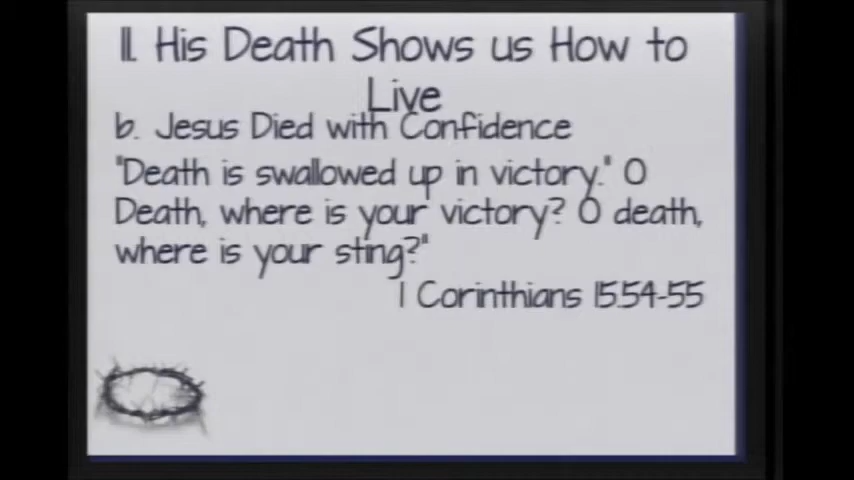 II. His Death Shows us How to
Live
b. Jesus Died with Confidence
"Death is swallowed up in victory." O
Death, where is your victory? O death,
where is your sting?"
1 Corinthians 15:54-55